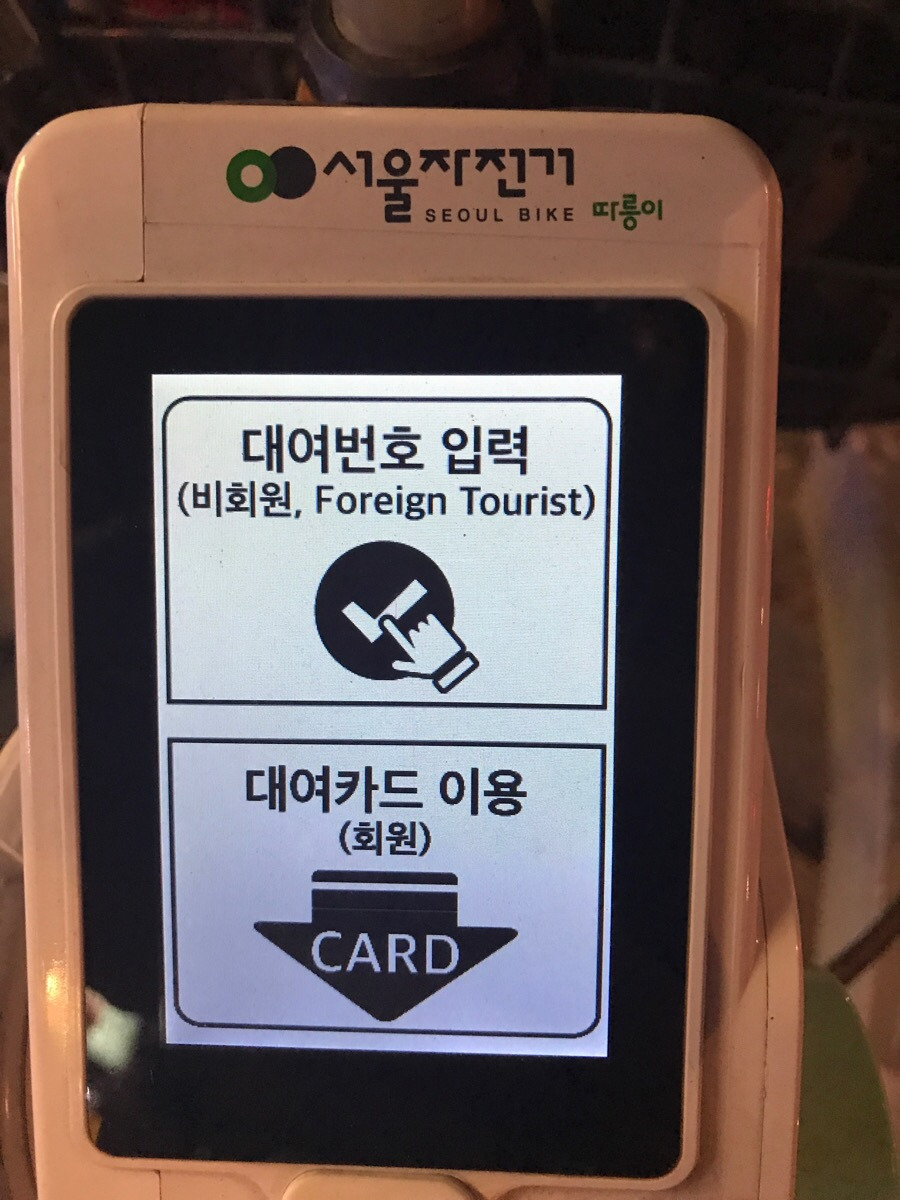 서울자전거
SEOUL BIKE 따릉이
대여번호 입력
(비회원, Foreign Tourist)
대여카드 이용
(회원)
CARD